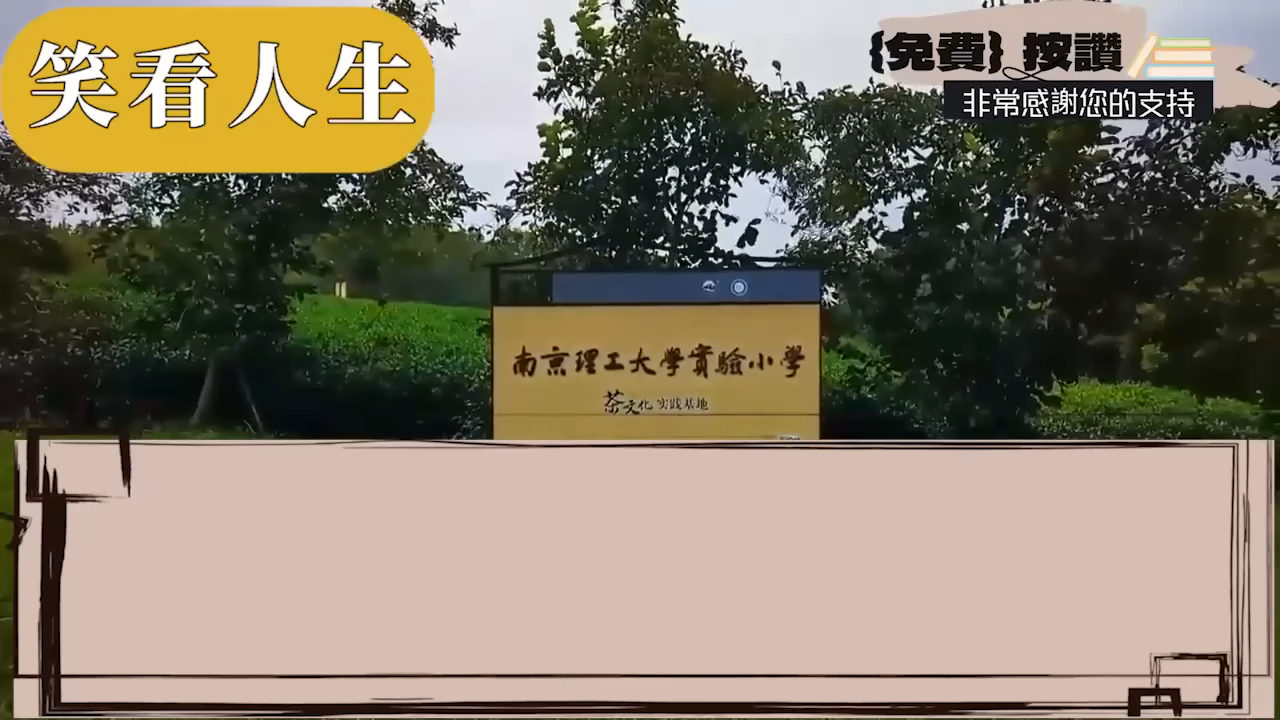 笑看人生
{免費} 按讚
非常感謝您的支持
南京理工大學實驗小學
茶文化 实践基地